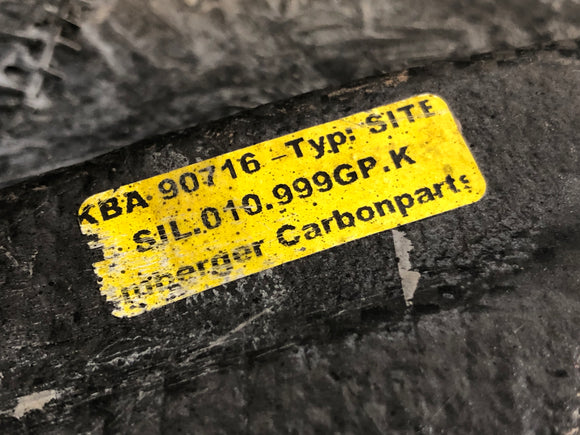 KBA 90716 -Typ: SITE
SIL.010.999GP.K
Carbonparts